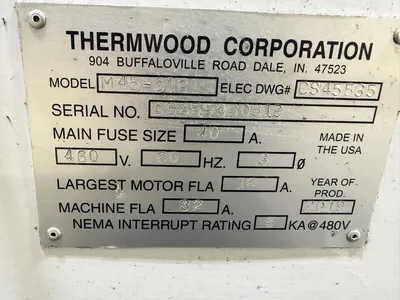 THERMWOOD CORPORATION
904 BUFFALOVILLE ROAD DALE, IN. 47523
MODEL ELEC DWG# CS45535
SERIAL NO.
MAIN FUSE SIZE 40 A.
MADE IN
THE USA
460 V. 60 HZ. 3 Ø
LARGEST MOTOR FLA A.
YEAR OF
PROD.
MACHINE FLA 32 A.
NEMA INTERRUPT RATING KA@480V